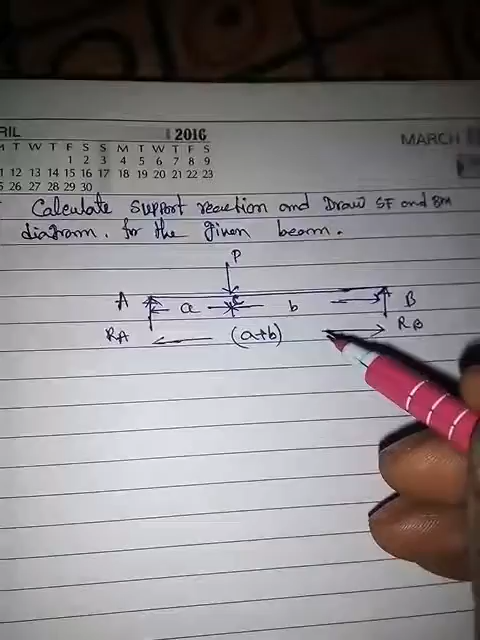 RIL 2016 MARCH
M T W T F S S M T W T F S S
1 2 3 4 5 6 7 8 9
1 12 13 14 15 16 17 18 19 20 21 22 23
5 26 27 28 29 30
Calculate support reaction and Draw SF and BM
diagram. for the given beam.
P
A a b B
RA (a+b) RB